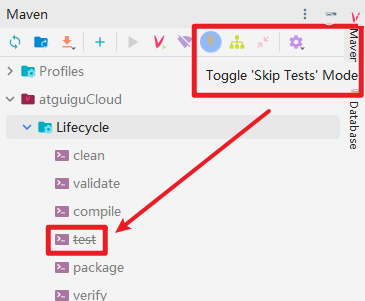 Maven
Toggle 'Skip Tests' Mode
Profiles
atguiguCloud
Lifecycle
clean
validate
compile
test
package
verify
Maven
Database